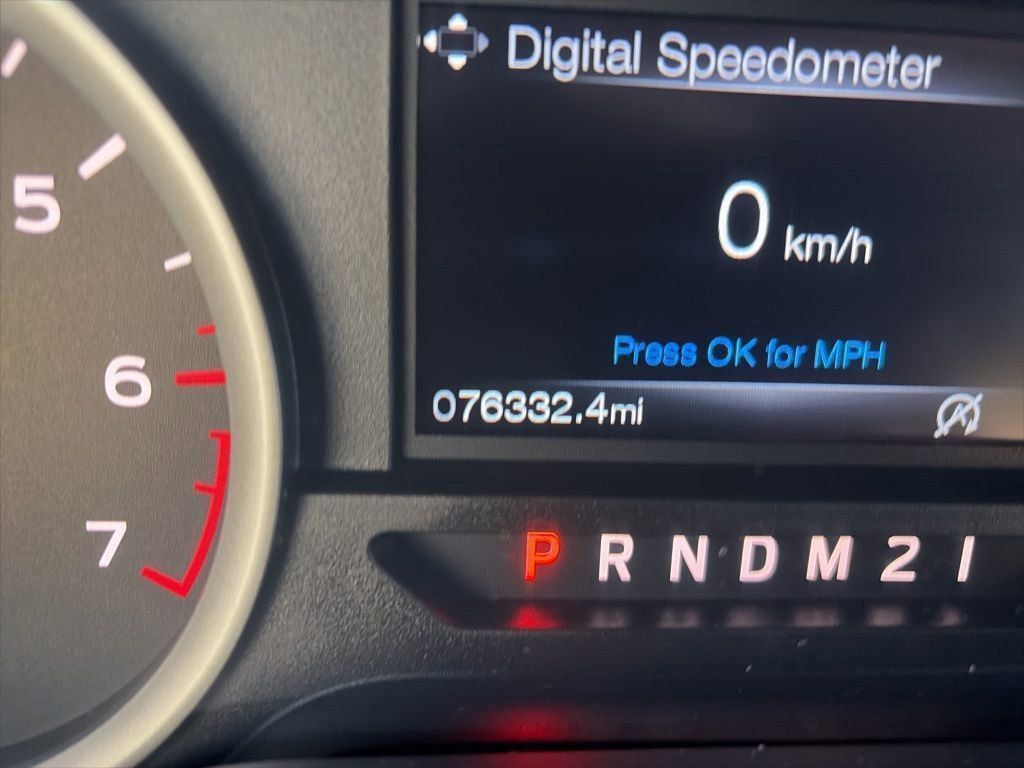 Digital Speedometer
0 km/h
Press OK for MPH
076332.4mi
5
6
7
P R N D M 2 1